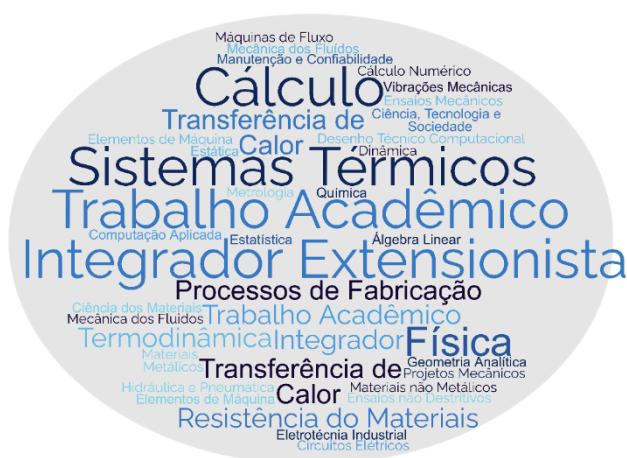 Máquinas de Fluxo
Mecânica dos Fluídos
Manutenção e Confiabilidade
Cálculo
Cálculo Numérico
Vibrações Mecânicas
Ensaios Mecânicos
Transferência de
Calor
Ciência, Tecnologia e
Sociedade
Elementos de Máquina
Desenho Técnico Computacional
Estática
Dinâmica
Sistemas Térmicos
Metrologia
Química
Trabalho Acadêmico
Integrador Extensionista
Computação Aplicada
Estatística
Álgebra Linear
Processos de Fabricação
Ciência dos Materiais
Mecânica dos Fluidos
Trabalho Acadêmico
Integrador
Termodinâmica
Física
Materiais
Metálicos
Geometria Analítica
Transferência de
Calor
Projetos Mecânicos
Hidráulica e Pneumática
Materiais não Metálicos
Elementos de Máquina
Ensaios não Destritivos
Resistência do Materiais
Eletrotécnia Industrial
Circuitos Elétricos